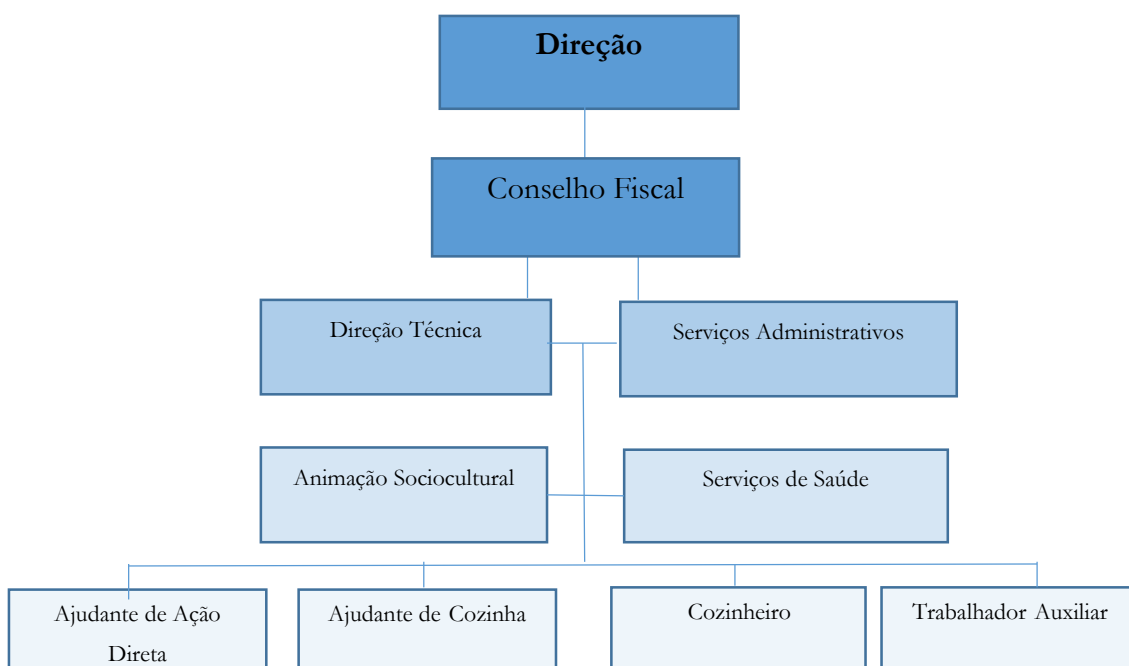 Direção
Conselho Fiscal
Direção Técnica
Serviços Administrativos
Animação Sociocultural
Serviços de Saúde
Ajudante de Ação
Direta
Ajudante de Cozinha
Cozinheiro
Trabalhador Auxiliar